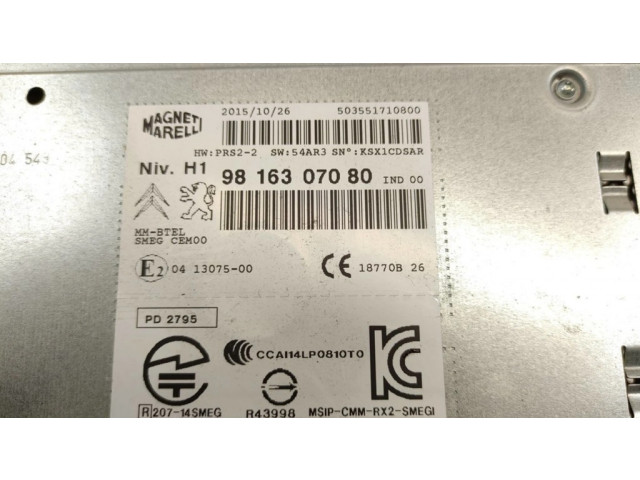 MAGNETI
MARELLI
2015/10/26 503551710800
HW:PRS2-2 SW:54AR3 SN°:KSX1CDSAR
Niv. H1 98 163 070 80 IND 00
MM-BTEL
SMEG CEM00
E2 04 13075-00 CE 18770B 26
04 543
PD 2795
CCAI14LP0810T0
R 207-14SMEG R43998 MSIP-CMM-RX2-SMEGI